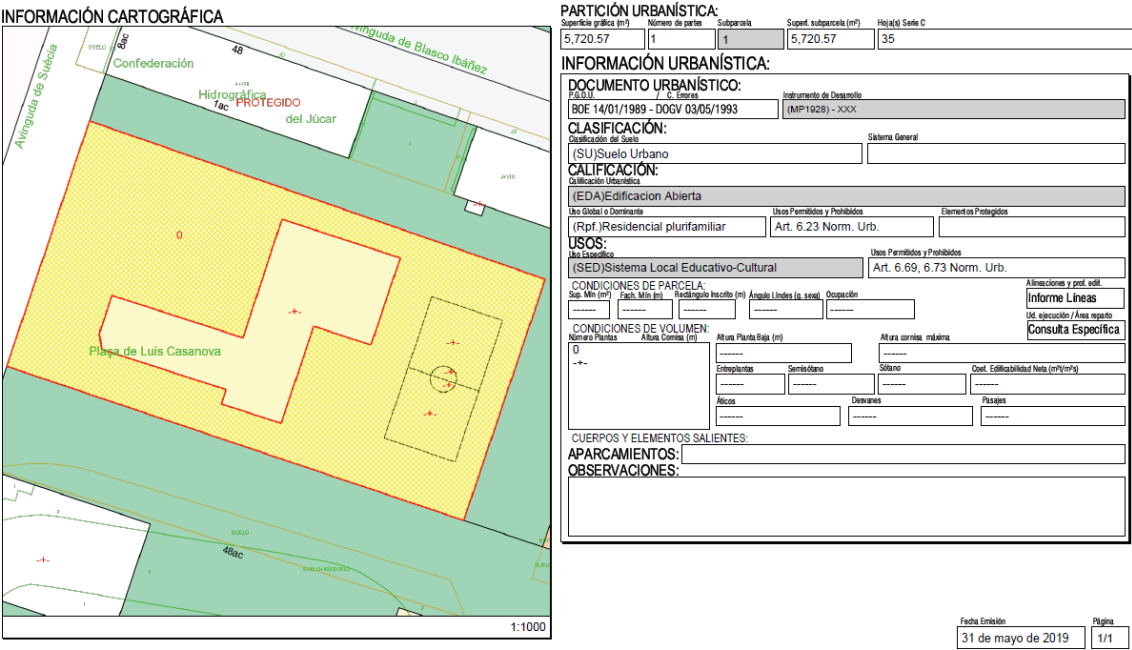 INFORMACIÓN CARTOGRÁFICA
Avinguda de Suècia
SUELO
8ac
48
Avinguda de Blasco Ibáñez
Confederación
J+VIII
Hidrográfica
1ac PROTEGIDO
del Júcar
J+VIII
-+-
0
-+-
-+-
Plaça de Luís Casanova
-+-
-+-
-+-
SUELO
48ac
-+-
1:1000
PARTICIÓN URBANÍSTICA:
Superficie gráfica (m²) Número de partes Subparcela Superf. subparcela (m²) Hoja(s) Serie C
5,720.57 1 1 5,720.57 35
INFORMACIÓN URBANÍSTICA:
DOCUMENTO URBANÍSTICO:
P.G.O.U. / C. Errores Instrumento de Desarrollo
BOE 14/01/1989 - DOGV 03/05/1993 (MP1928) - XXX
CLASIFICACIÓN:
Clasificación del Suelo Sistema General
(SU)Suelo Urbano
CALIFICACIÓN:
Calificación Urbanística
(EDA)Edificacion Abierta
Uso Global o Dominante Usos Permitidos y Prohibidos Elementos Protegidos
(Rpf.)Residencial plurifamiliar Art. 6.23 Norm. Urb.
USOS:
Uso Específico Usos Permitidos y Prohibidos
(SED)Sistema Local Educativo-Cultural Art. 6.69, 6.73 Norm. Urb.
CONDICIONES DE PARCELA: Alineaciones y prof. edif.
Sup. Mín (m²) Fach. Mín (m) Rectángulo Inscrito (m) Ángulo Lindes (g. sexa) Ocupación
------ ------ ------ ------ ------ Informe Líneas
Ud. ejecución / Área reparto
Consulta Específica
CONDICIONES DE VOLUMEN:
Número Plantas Altura Cornisa (m) Altura Planta Baja (m) Altura cornisa máxima
0 ------ ------
-+-
Entreplantas Semisótano Sótano Coef. Edificabilidad Neta (m²t/m²s)
------ ------ ------ ------
Áticos Desvanes Pasajes
------ ------ ------
CUERPOS Y ELEMENTOS SALIENTES:
APARCAMIENTOS:
OBSERVACIONES:
Fecha Emisión Página
31 de mayo de 2019 1/1